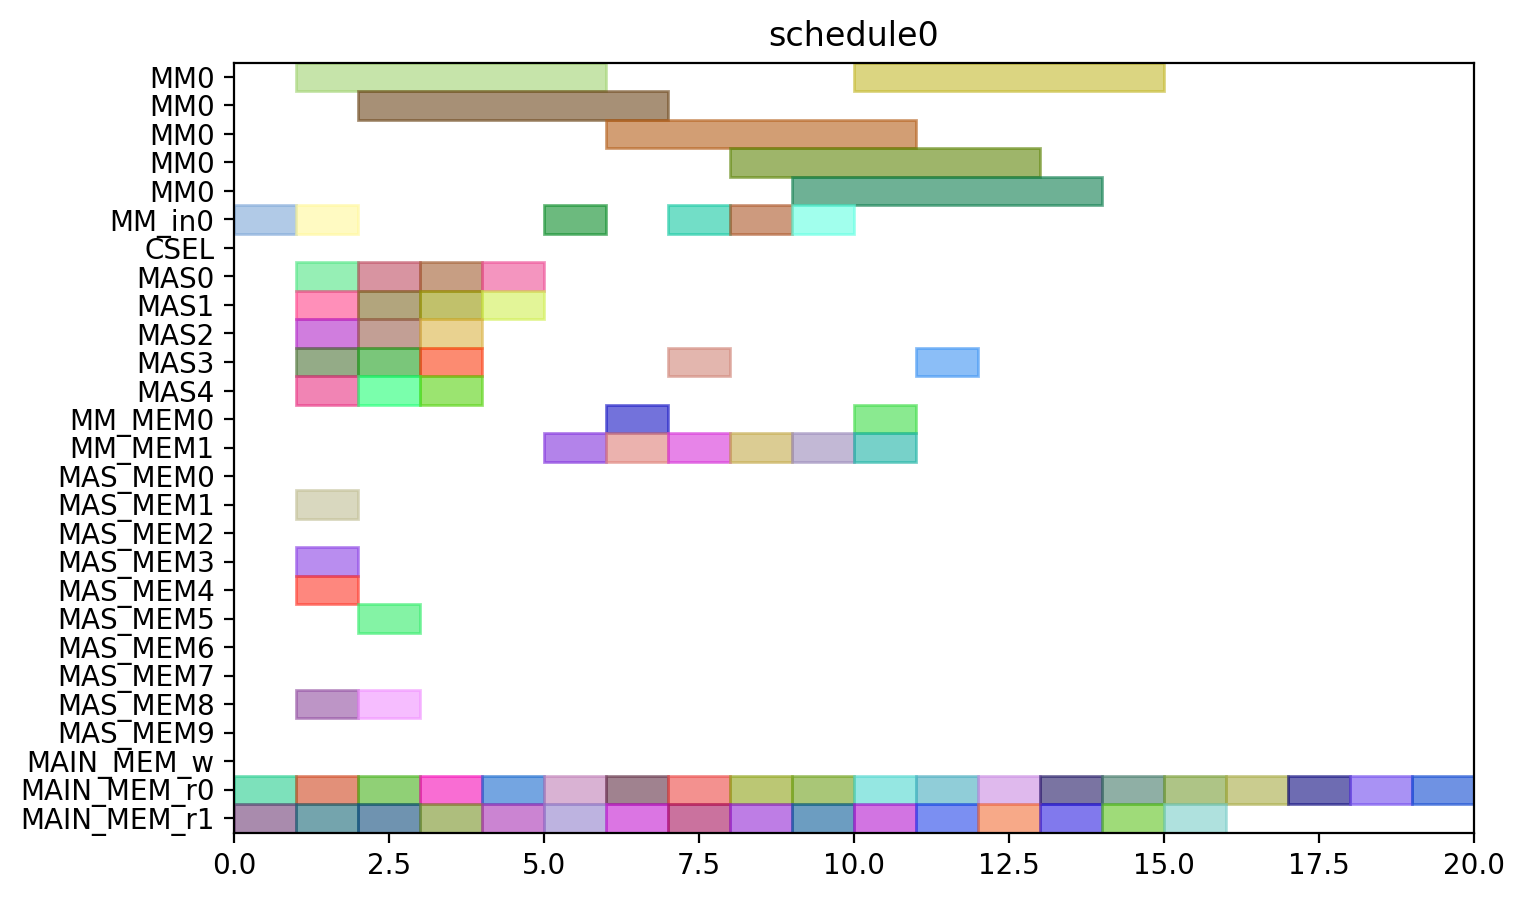 schedule0
MM0
MM0
MM0
MM0
MM0
MM_in0
CSEL
MAS0
MAS1
MAS2
MAS3
MAS4
MM_MEM0
MM_MEM1
MAS_MEM0
MAS_MEM1
MAS_MEM2
MAS_MEM3
MAS_MEM4
MAS_MEM5
MAS_MEM6
MAS_MEM7
MAS_MEM8
MAS_MEM9
MAIN_MEM_w
MAIN_MEM_r0
MAIN_MEM_r1
0.0 2.5 5.0 7.5 10.0 12.5 15.0 17.5 20.0